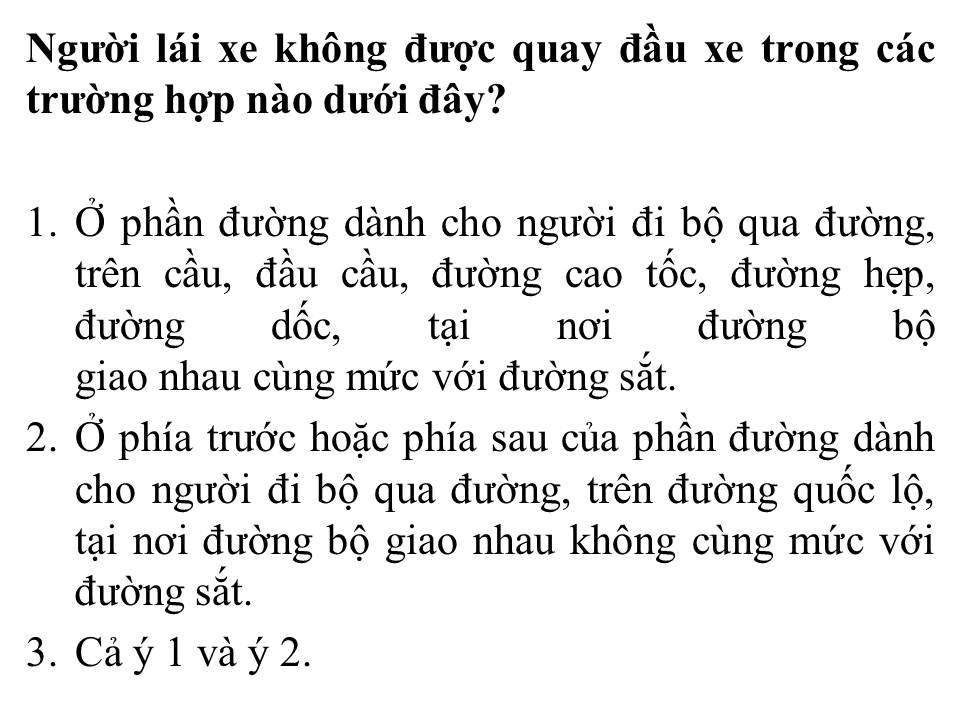 Người lái xe không được quay đầu xe trong các
trường hợp nào dưới đây?
1. Ở phần đường dành cho người đi bộ qua đường,
trên cầu, đầu cầu, đường cao tốc, đường hẹp,
đường dốc, tại nơi đường bộ
giao nhau cùng mức với đường sắt.
2. Ở phía trước hoặc phía sau của phần đường dành
cho người đi bộ qua đường, trên đường quốc lộ,
tại nơi đường bộ giao nhau không cùng mức với
đường sắt.
3. Cả ý 1 và ý 2.